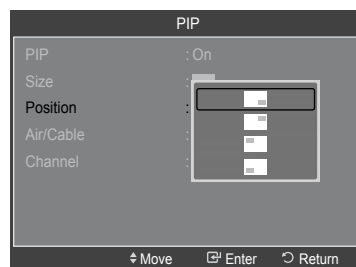 PIP
PIP : On
Size :
Position :
Air/Cable :
Channel :
Move Enter Return